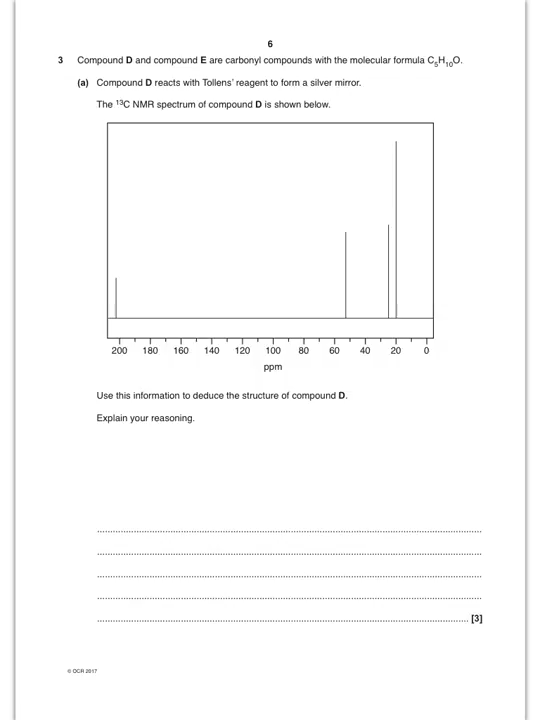 6
3 Compound D and compound E are carbonyl compounds with the molecular formula C₅H₁₀O.
(a) Compound D reacts with Tollens’ reagent to form a silver mirror.
The ¹³C NMR spectrum of compound D is shown below.
200 180 160 140 120 100 80 60 40 20 0
ppm
Use this information to deduce the structure of compound D.
Explain your reasoning.
[3]
© OCR 2017